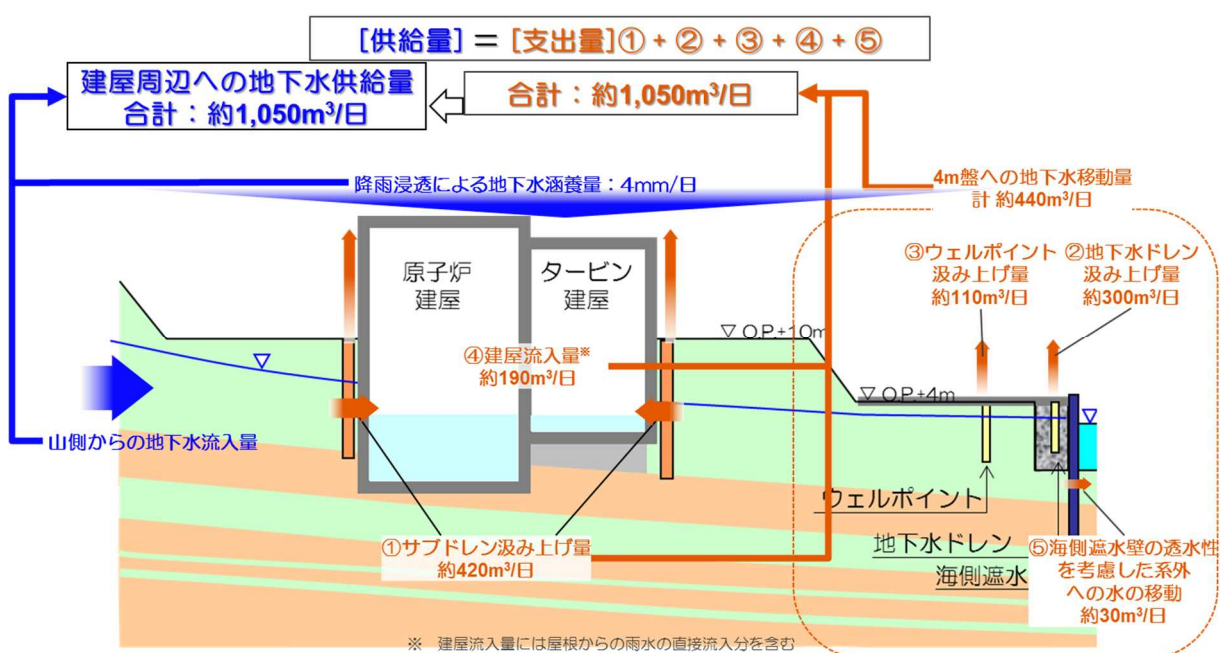 [供給量] = [支出量]① + ② + ③ + ④ + ⑤
建屋周辺への地下水供給量
合計：約1,050m³/日
合計：約1,050m³/日
降雨浸透による地下水涵養量：4mm/日
4m盤への地下水移動量
計 約440m³/日
原子炉
建屋
タービン
建屋
③ウェルポイント
汲み上げ量
約110m³/日
②地下水ドレン
汲み上げ量
約300m³/日
▽ O.P.+10m
④建屋流入量※
約190m³/日
▽ O.P.+4m
山側からの地下水流入量
ウェルポイント
①サブドレン汲み上げ量
約420m³/日
地下水ドレン
海側遮水
⑤海側遮水壁の透水性
を考慮した系外
への水の移動
約30m³/日
※ 建屋流入量には屋根からの雨水の直接流入分を含む